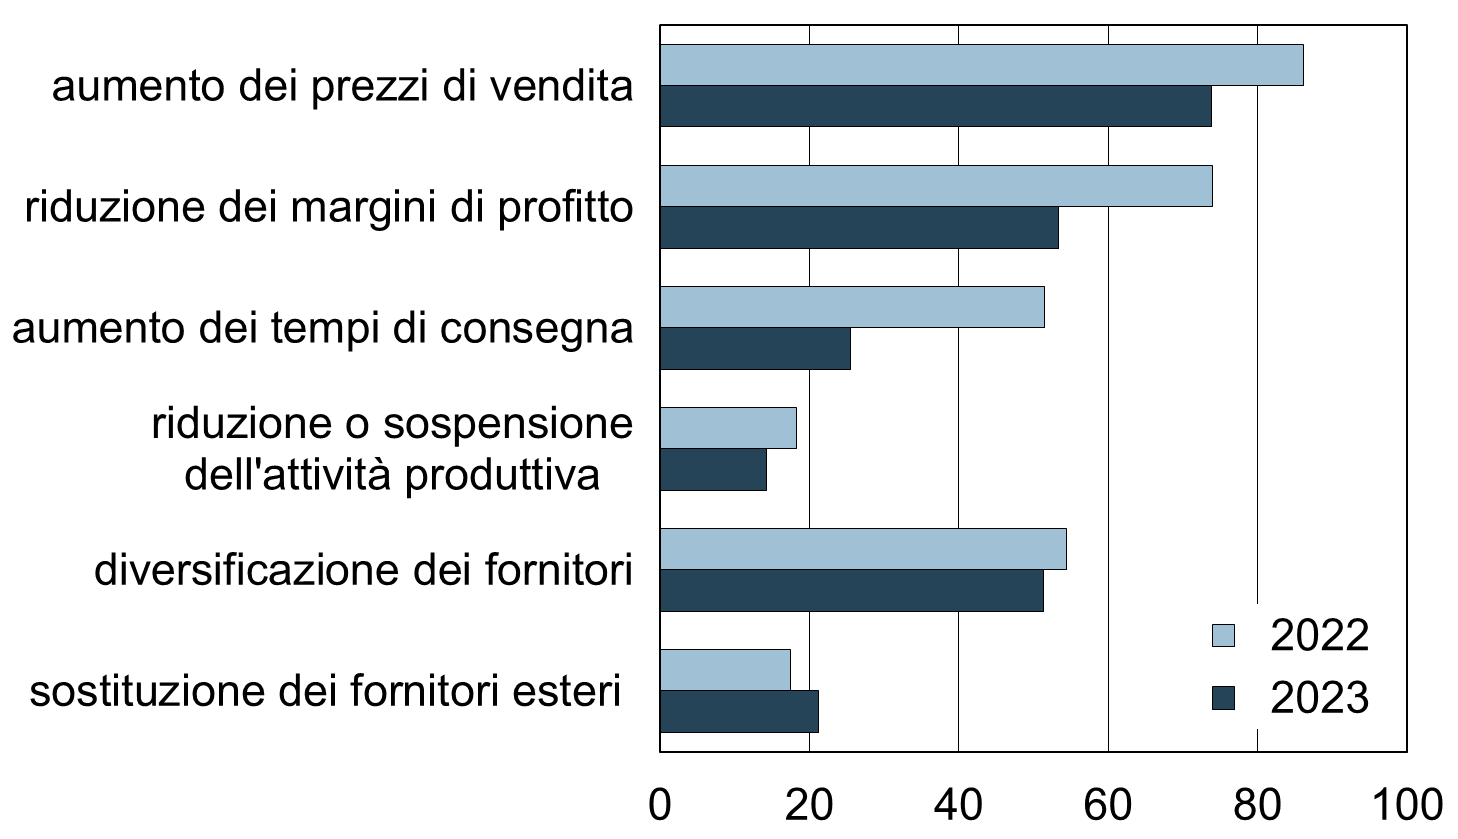 aumento dei prezzi di vendita
riduzione dei margini di profitto
aumento dei tempi di consegna
riduzione o sospensione
dell'attività produttiva
diversificazione dei fornitori
sostituzione dei fornitori esteri
2022
2023
0 20 40 60 80 100